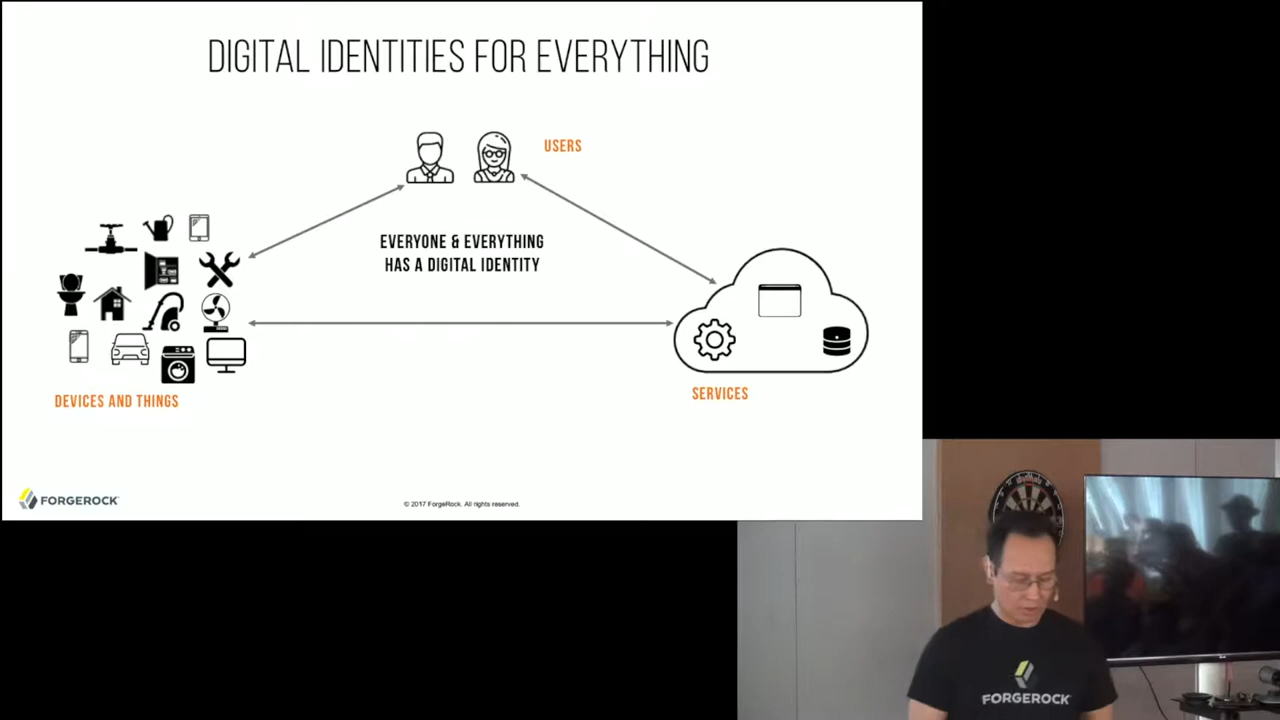 DIGITAL IDENTITIES FOR EVERYTHING
USERS
EVERYONE & EVERYTHING
HAS A DIGITAL IDENTITY
DEVICES AND THINGS
SERVICES
FORGEROCK
© 2017 ForgeRock. All rights reserved.
FORGEROCK